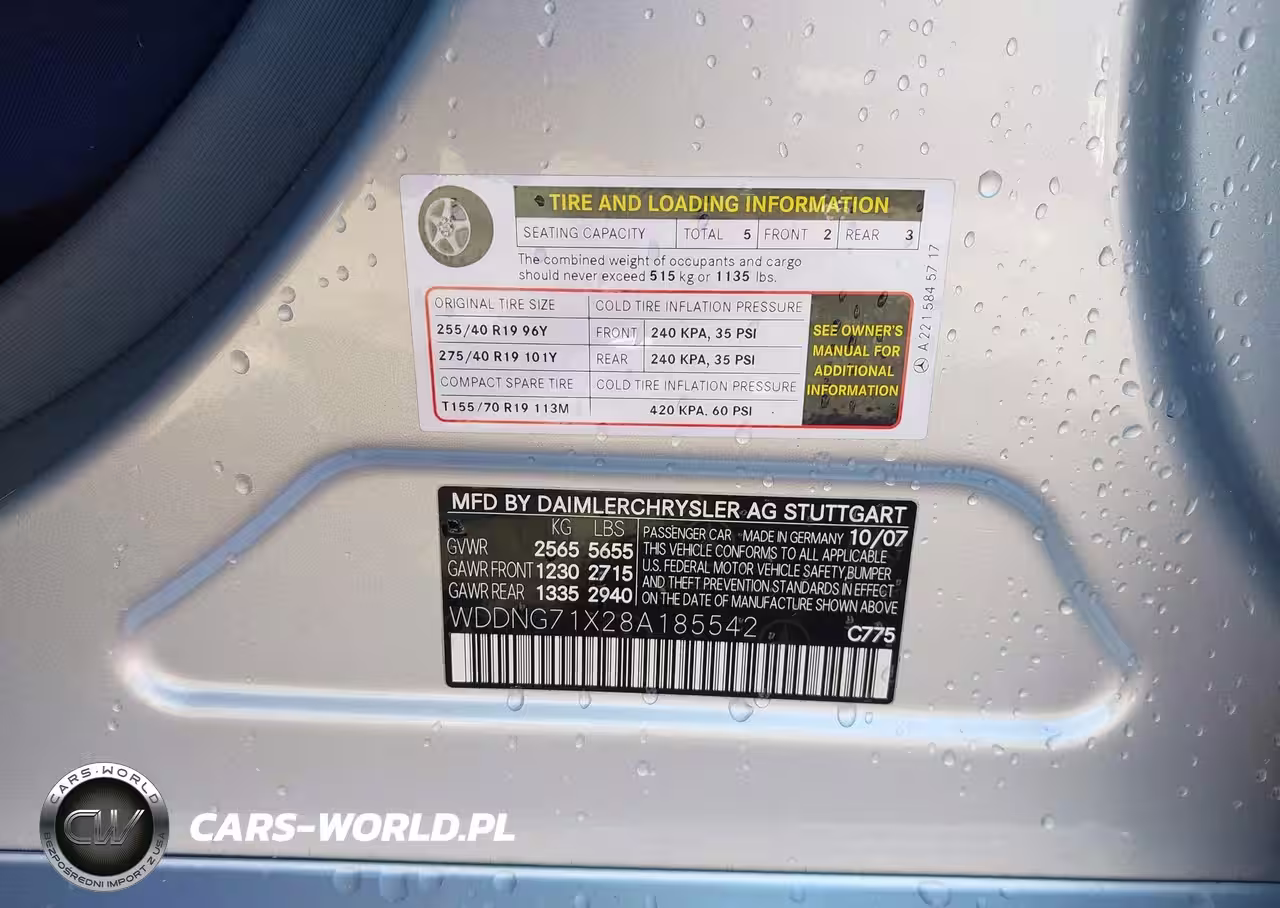 TIRE AND LOADING INFORMATION
SEATING CAPACITY TOTAL 5 FRONT 2 REAR 3
The combined weight of occupants and cargo
should never exceed 515 kg or 1135 lbs.
ORIGINAL TIRE SIZE COLD TIRE INFLATION PRESSURE
255/40 R19 96Y FRONT 240 KPA, 35 PSI
275/40 R19 101Y REAR 240 KPA, 35 PSI
COMPACT SPARE TIRE COLD TIRE INFLATION PRESSURE
T155/70 R19 113M 420 KPA, 60 PSI
SEE OWNER'S
MANUAL FOR
ADDITIONAL
INFORMATION
A 221 584 57 17
MFD BY DAIMLERCHRYSLER AG STUTTGART
KG LBS
GVWR 2565 5655
GAWR FRONT 1230 2715
GAWR REAR 1335 2940
PASSENGER CAR - MADE IN GERMANY 10/07
THIS VEHICLE CONFORMS TO ALL APPLICABLE
U.S. FEDERAL MOTOR VEHICLE SAFETY, BUMPER
AND THEFT PREVENTION STANDARDS IN EFFECT
ON THE DATE OF MANUFACTURE SHOWN ABOVE
WDDNG71X28A185542
C775
CARS-WORLD
CW
BEZPOŚREDNI IMPORT Z USA
CARS-WORLD.PL